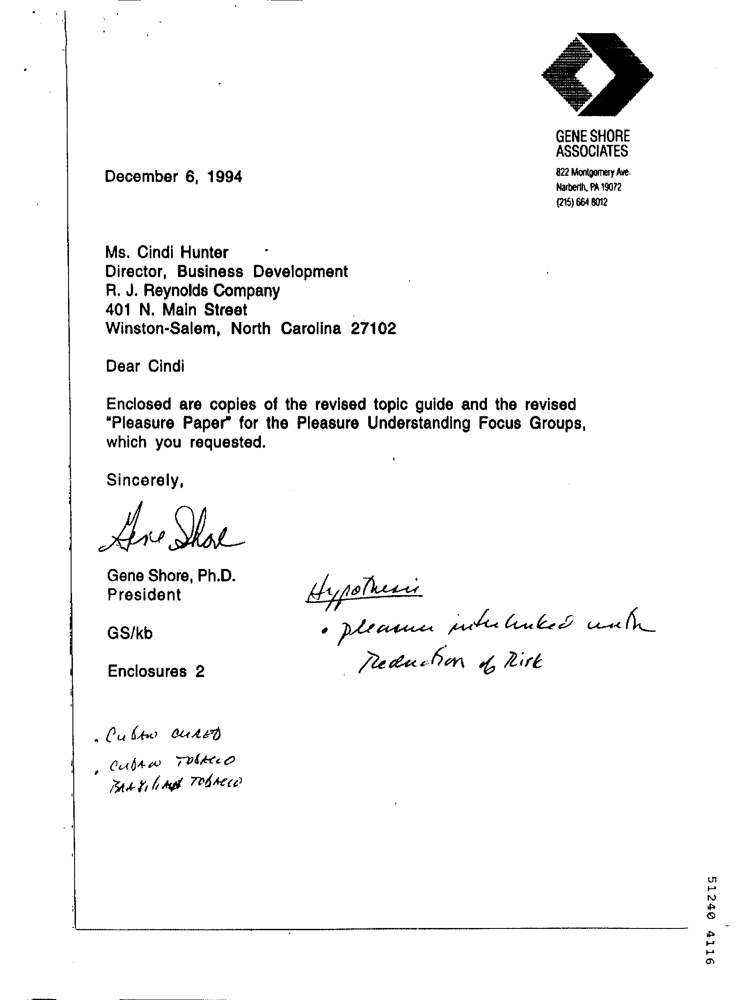 GENE SHORE
ASSOCIATES
822 Montgomery Ave.
Narberth, PA 19072
(215) 664 8012
December 6, 1994
Ms. Cindi Hunter
Director, Business Development
R. J. Reynolds Company
401 N. Main Street
Winston-Salem, North Carolina 27102
Dear Cindi
Enclosed are copies of the revised topic guide and the revised
"Pleasure Paper" for the Pleasure Understanding Focus Groups,
which you requested.
Sincerely,
Gene Shore
Gene Shore, Ph.D.
President
GS/kb
Enclosures 2
Hypothesis
• pleasure interlinked with
Reduction of Risk
• CUBAN CURED
• CUBAN TOBACCO
BRAZILIAN TOBACCO
51240 4116